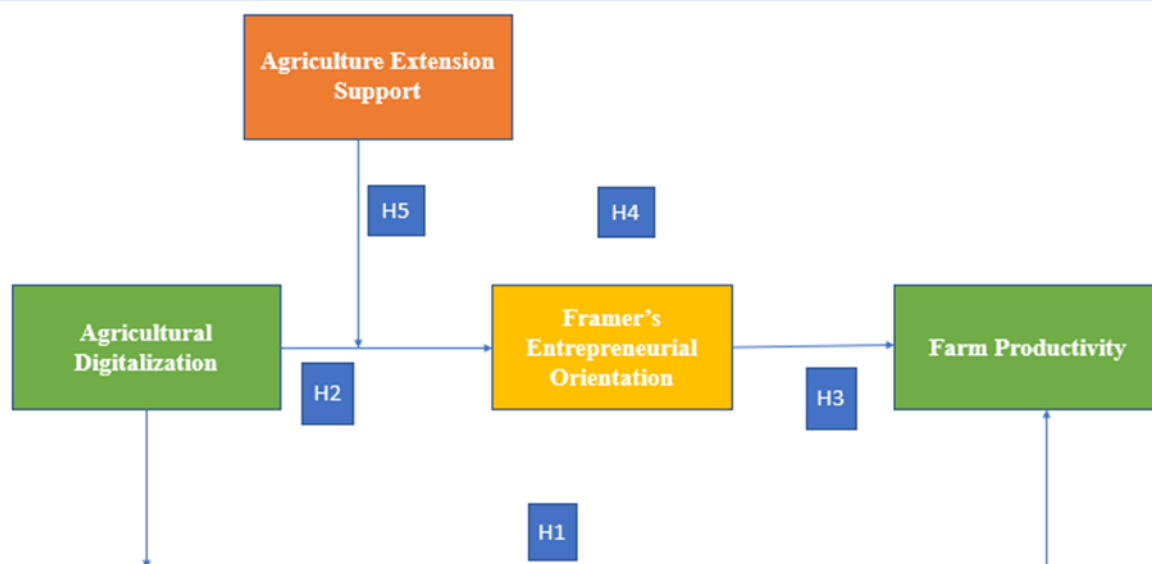 Agriculture Extension
Support
H5
H4
Agricultural
Digitalization
H2
Framer’s
Entrepreneurial
Orientation
H3
Farm Productivity
H1